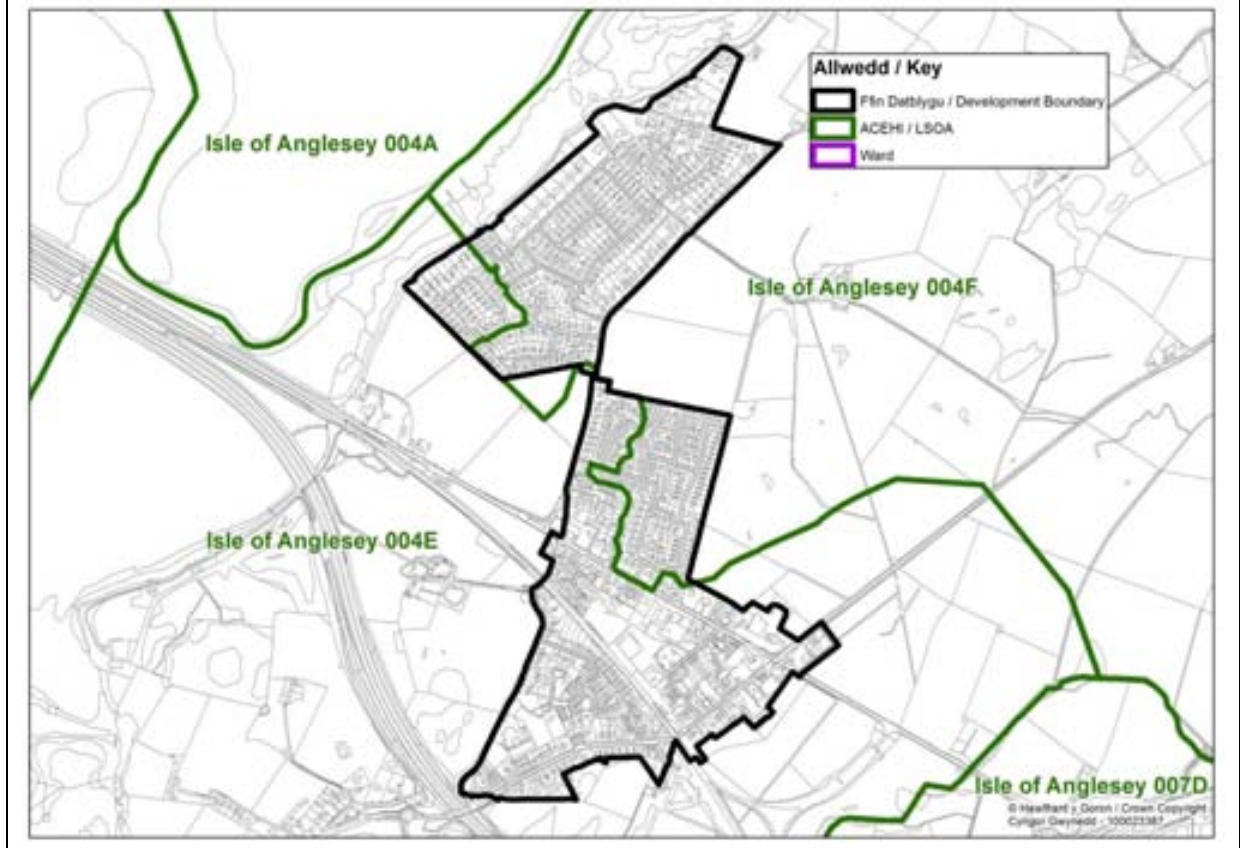 Allwedd / Key
Ffin Datblygu / Development Boundary
ACEHI / LSOA
Ward
Isle of Anglesey 004A
Isle of Anglesey 004F
Isle of Anglesey 004E
Isle of Anglesey 007D
© Hawlfraint y Goron / Crown Copyright
Cyngor Gwynedd - 100023387